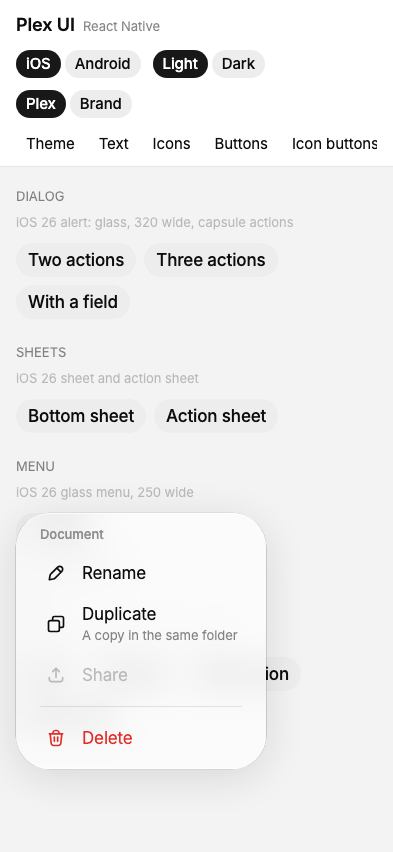 Plex UI React Native
iOS Android Light Dark
Plex Brand
Theme Text Icons Buttons Icon buttons
DIALOG
iOS 26 alert: glass, 320 wide, capsule actions
Two actions Three actions
With a field
SHEETS
iOS 26 sheet and action sheet
Bottom sheet Action sheet
MENU
iOS 26 glass menu, 250 wide
Document
Rename
Duplicate
A copy in the same folder
Share
Delete